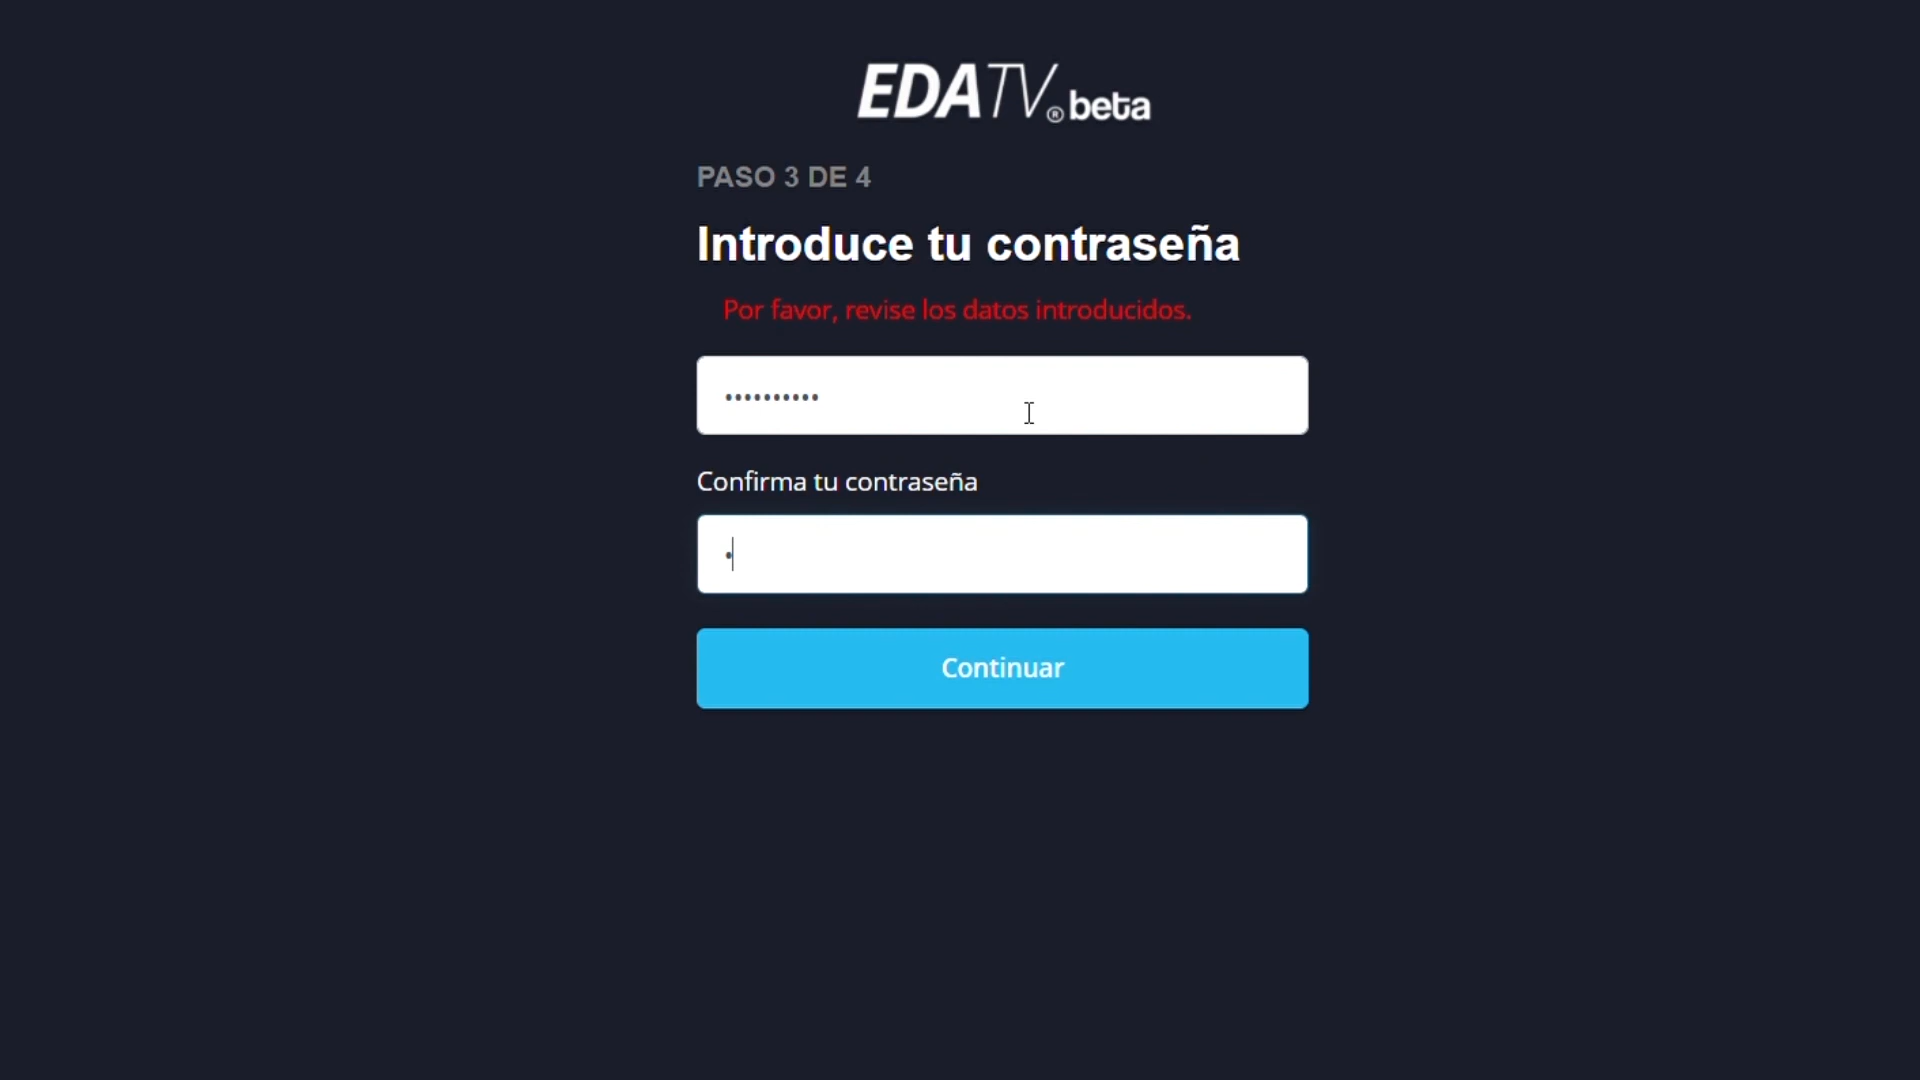 EDATV® beta
PASO 3 DE 4
Introduce tu contraseña
Por favor, revise los datos introducidos.
••••••••••
Confirma tu contraseña
•
Continuar